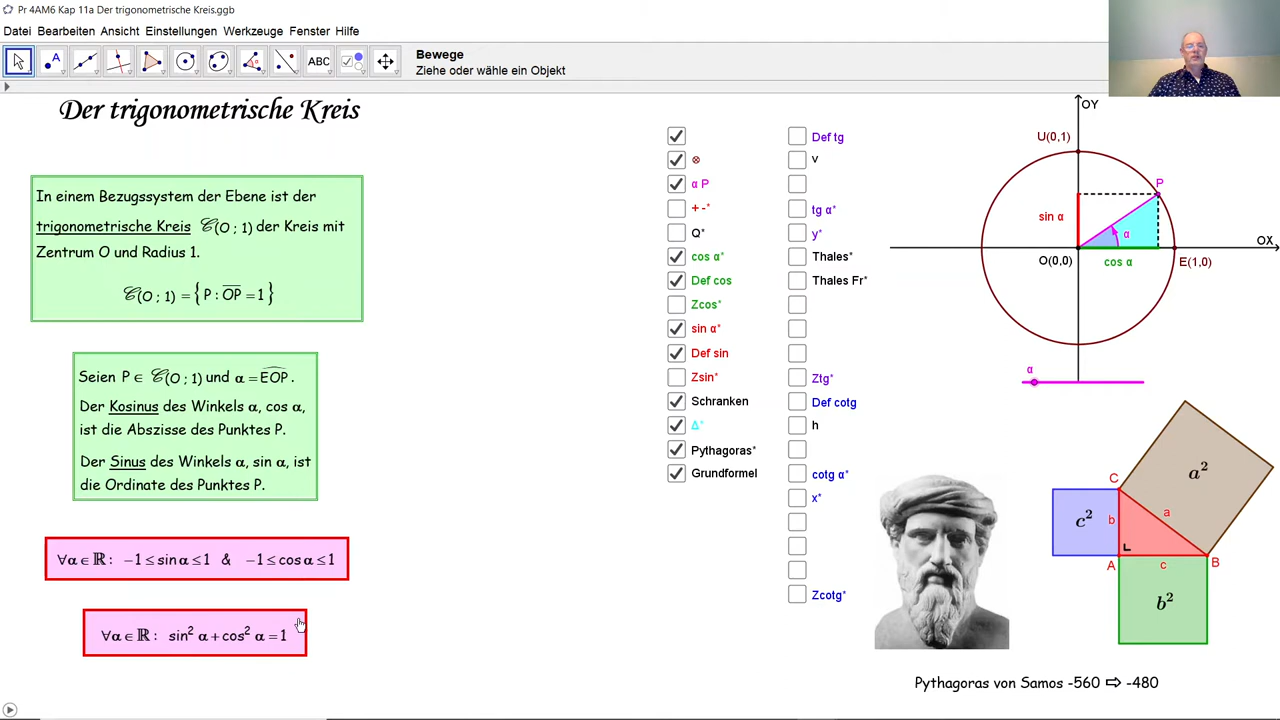 Pr 4AM6 Kap 11a Der trigonometrische Kreis.ggb
Datei Bearbeiten Ansicht Einstellungen Werkzeuge Fenster Hilfe
A
ABC
Bewege
Ziehe oder wähle ein Objekt
Der trigonometrische Kreis
In einem Bezugssystem der Ebene ist der
trigonometrische Kreis 𝒞(O ; 1) der Kreis mit
Zentrum O und Radius 1.
𝒞(O ; 1) = { P : O͞P = 1 }
Seien P ∈ 𝒞(O ; 1) und α = E͡OP .
Der Kosinus des Winkels α, cos α,
ist die Abszisse des Punktes P.
Der Sinus des Winkels α, sin α, ist
die Ordinate des Punktes P.
∀α ∈ ℝ : −1 ≤ sin α ≤ 1 & −1 ≤ cos α ≤ 1
∀α ∈ ℝ : sin² α + cos² α = 1
⊗
α P
+ -*
Q*
cos α*
Def cos
Zcos*
sin α*
Def sin
Zsin*
Schranken
Δ*
Pythagoras*
Grundformel
Def tg
v
tg α*
y*
Thales*
Thales Fr*
Ztg*
Def cotg
h
cotg α*
x*
Zcotg*
OY
U(0,1)
P
sin α
α
OX
O(0,0)
cos α
E(1,0)
α
a²
C
c²
b
a
A
c
B
b²
Pythagoras von Samos -560 ⇨ -480